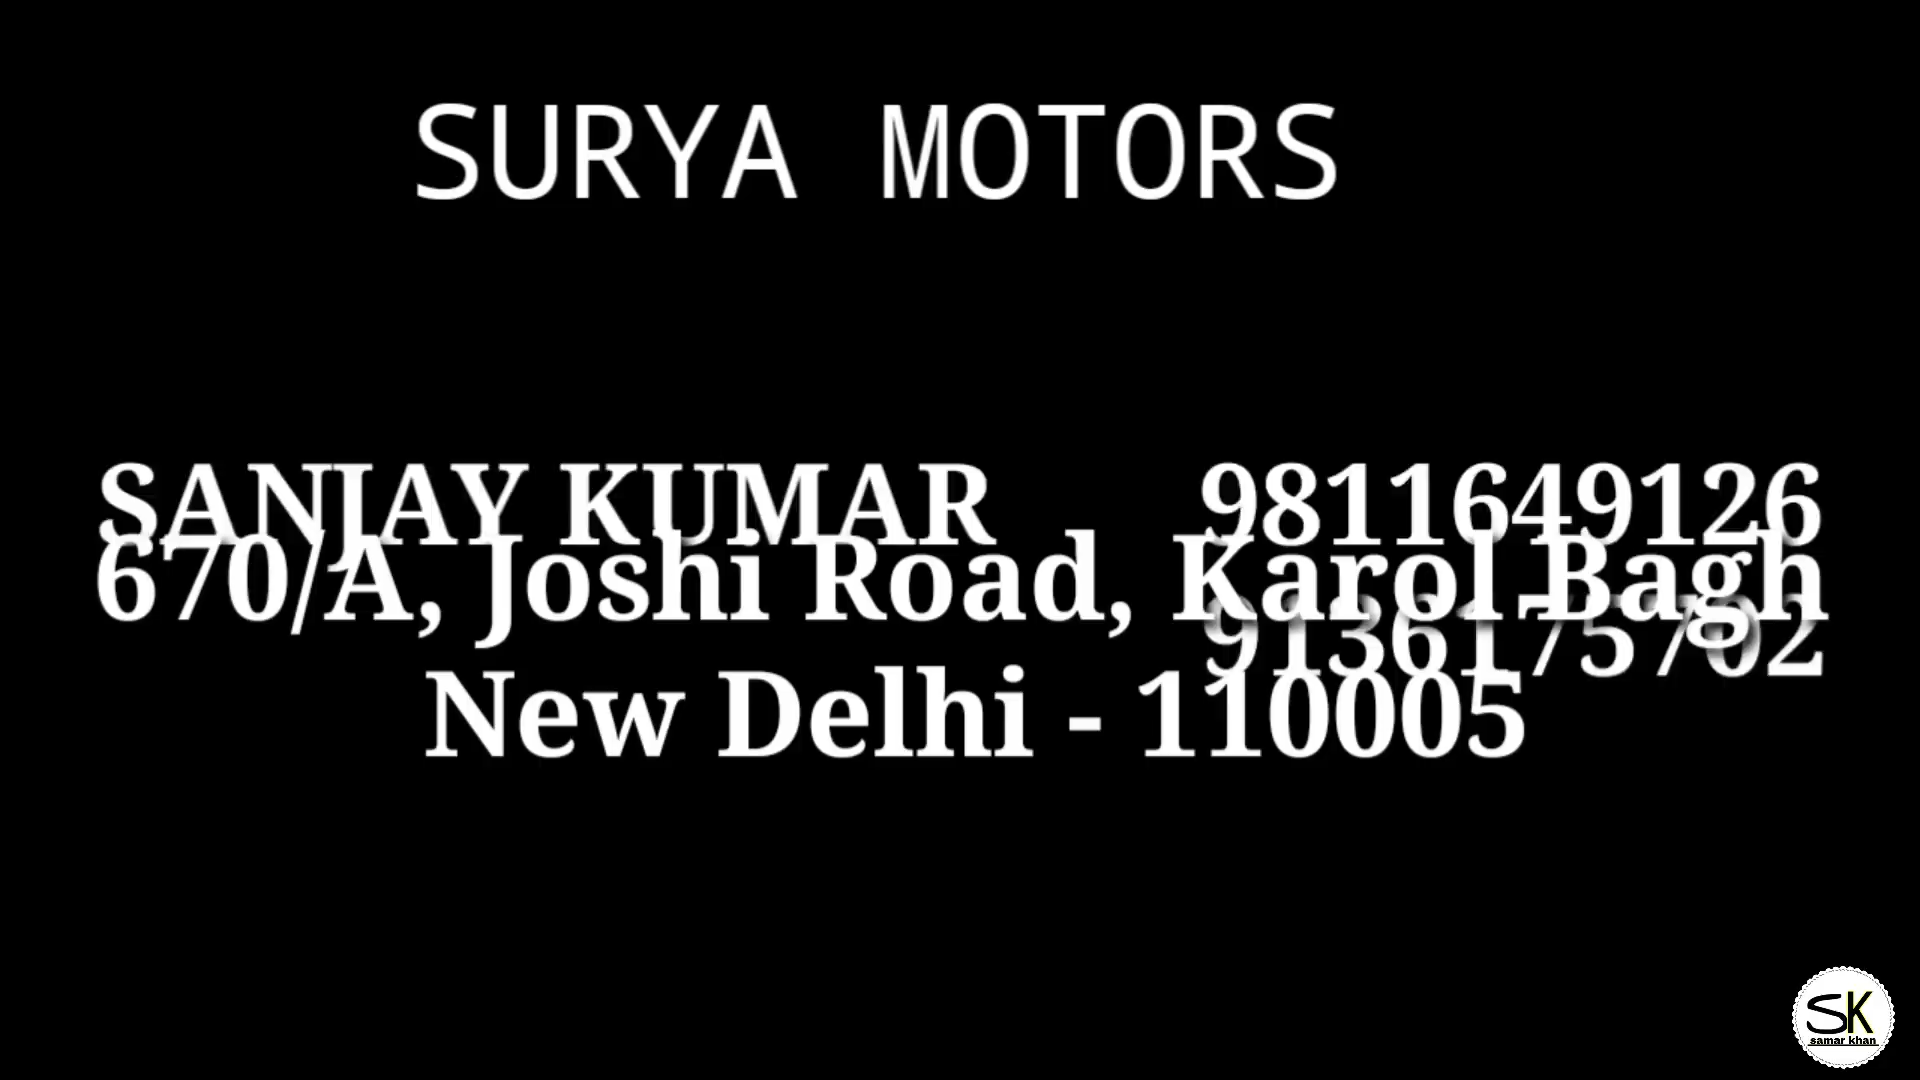 SURYA MOTORS
SANJAY KUMAR 9811649126
670/A, Joshi Road, Karol Bagh
9136175702
New Delhi - 110005
SK
samar khan